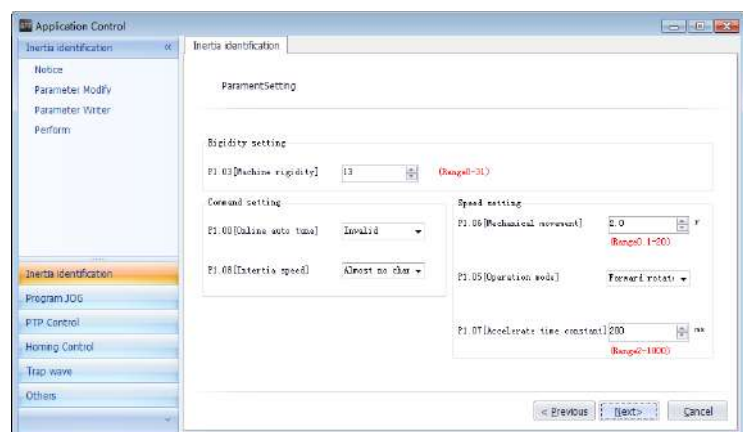 Application Control
Inertia identification
Notice
Parameter Modify
Parameter Writer
Perform
Inertia identification
Program JOG
PTP Control
Homing Control
Trap wave
Others
Inertia identification
ParamentSetting
Rigidity setting
P1.03[Machine rigidity] 13 (Range0-31)
Command setting
P1.00[Online auto tune] Invalid
P1.08[Intertia speed] Almost no char
Speed setting
P1.06[Mechanical movement] 2.0 r
(Range0.1-20)
P1.05[Operation mode] Forward rotati
P1.07[Accelerate time constant] 200 ms
(Range2-1000)
< Previous Next> Cancel